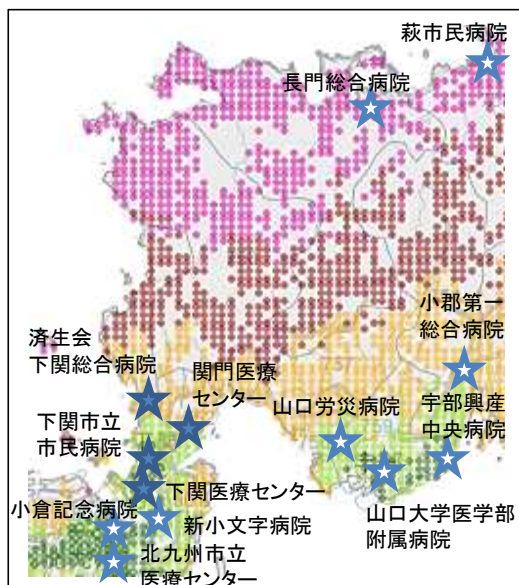 萩市民病院
長門総合病院
小郡第一
総合病院
済生会
下関総合病院
関門医療
センター
山口労災病院
宇部興産
中央病院
下関市立
市民病院
下関医療センター
小倉記念病院
新小文字病院
山口大学医学部
附属病院
北九州市立
医療センター